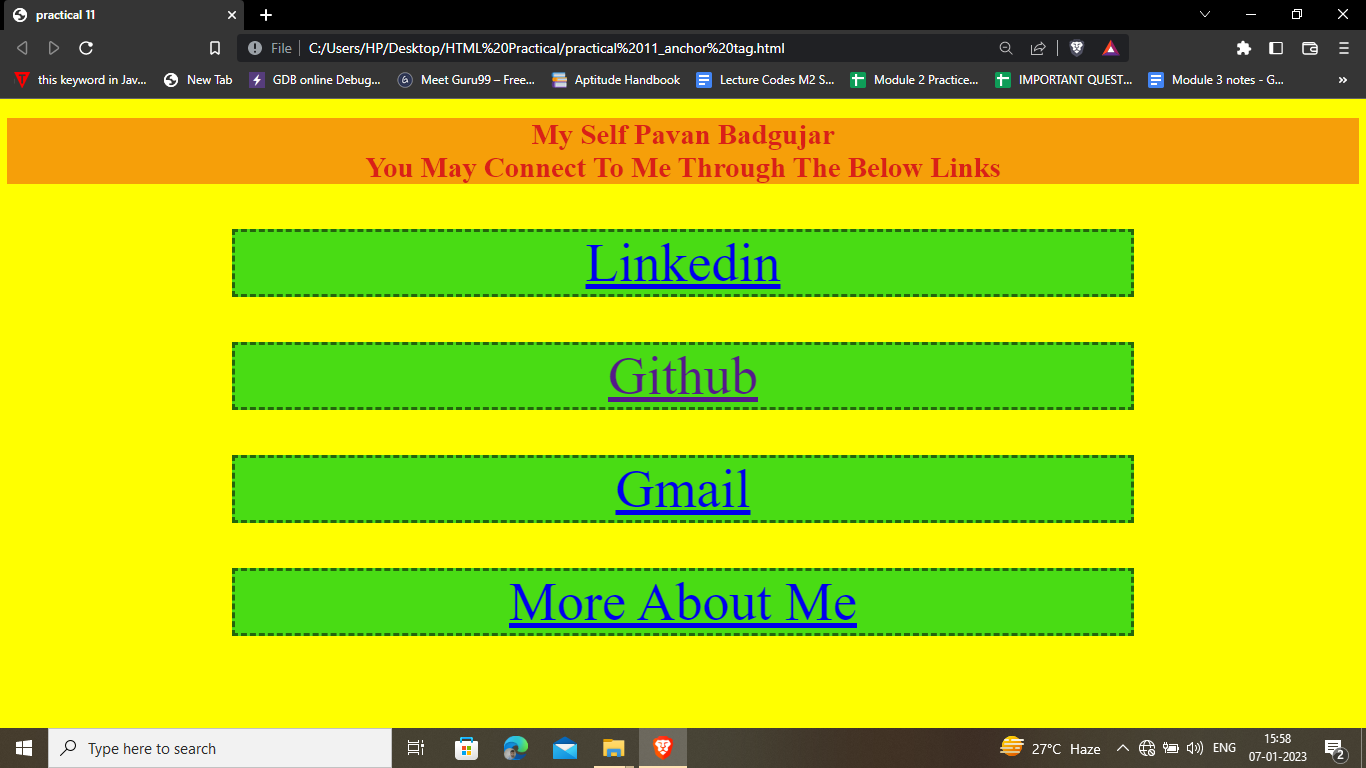 practical 11
File
C:/Users/HP/Desktop/HTML%20Practical/practical%2011_anchor%20tag.html
this keyword in Jav...
New Tab
GDB online Debug...
Meet Guru99 – Free...
Aptitude Handbook
Lecture Codes M2 S...
Module 2 Practice...
IMPORTANT QUEST...
Module 3 notes - G...
My Self Pavan Badgujar
You May Connect To Me Through The Below Links
Linkedin
Github
Gmail
More About Me
Type here to search
27°C Haze
ENG
15:58
07-01-2023
2